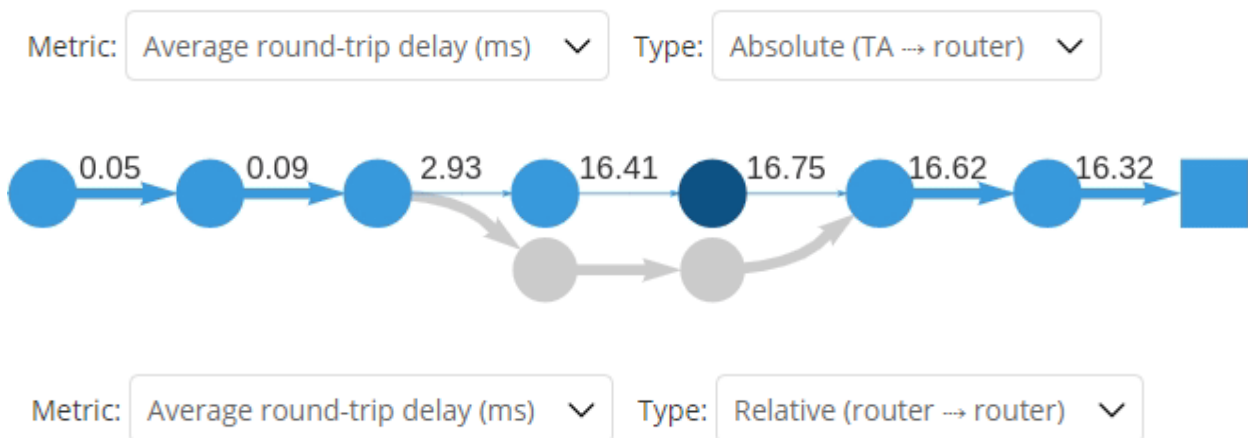 Metric: Average round-trip delay (ms) Type: Absolute (TA ⇢ router)
0.05 0.09 2.93 16.41 16.75 16.62 16.32
Metric: Average round-trip delay (ms) Type: Relative (router ⇢ router)